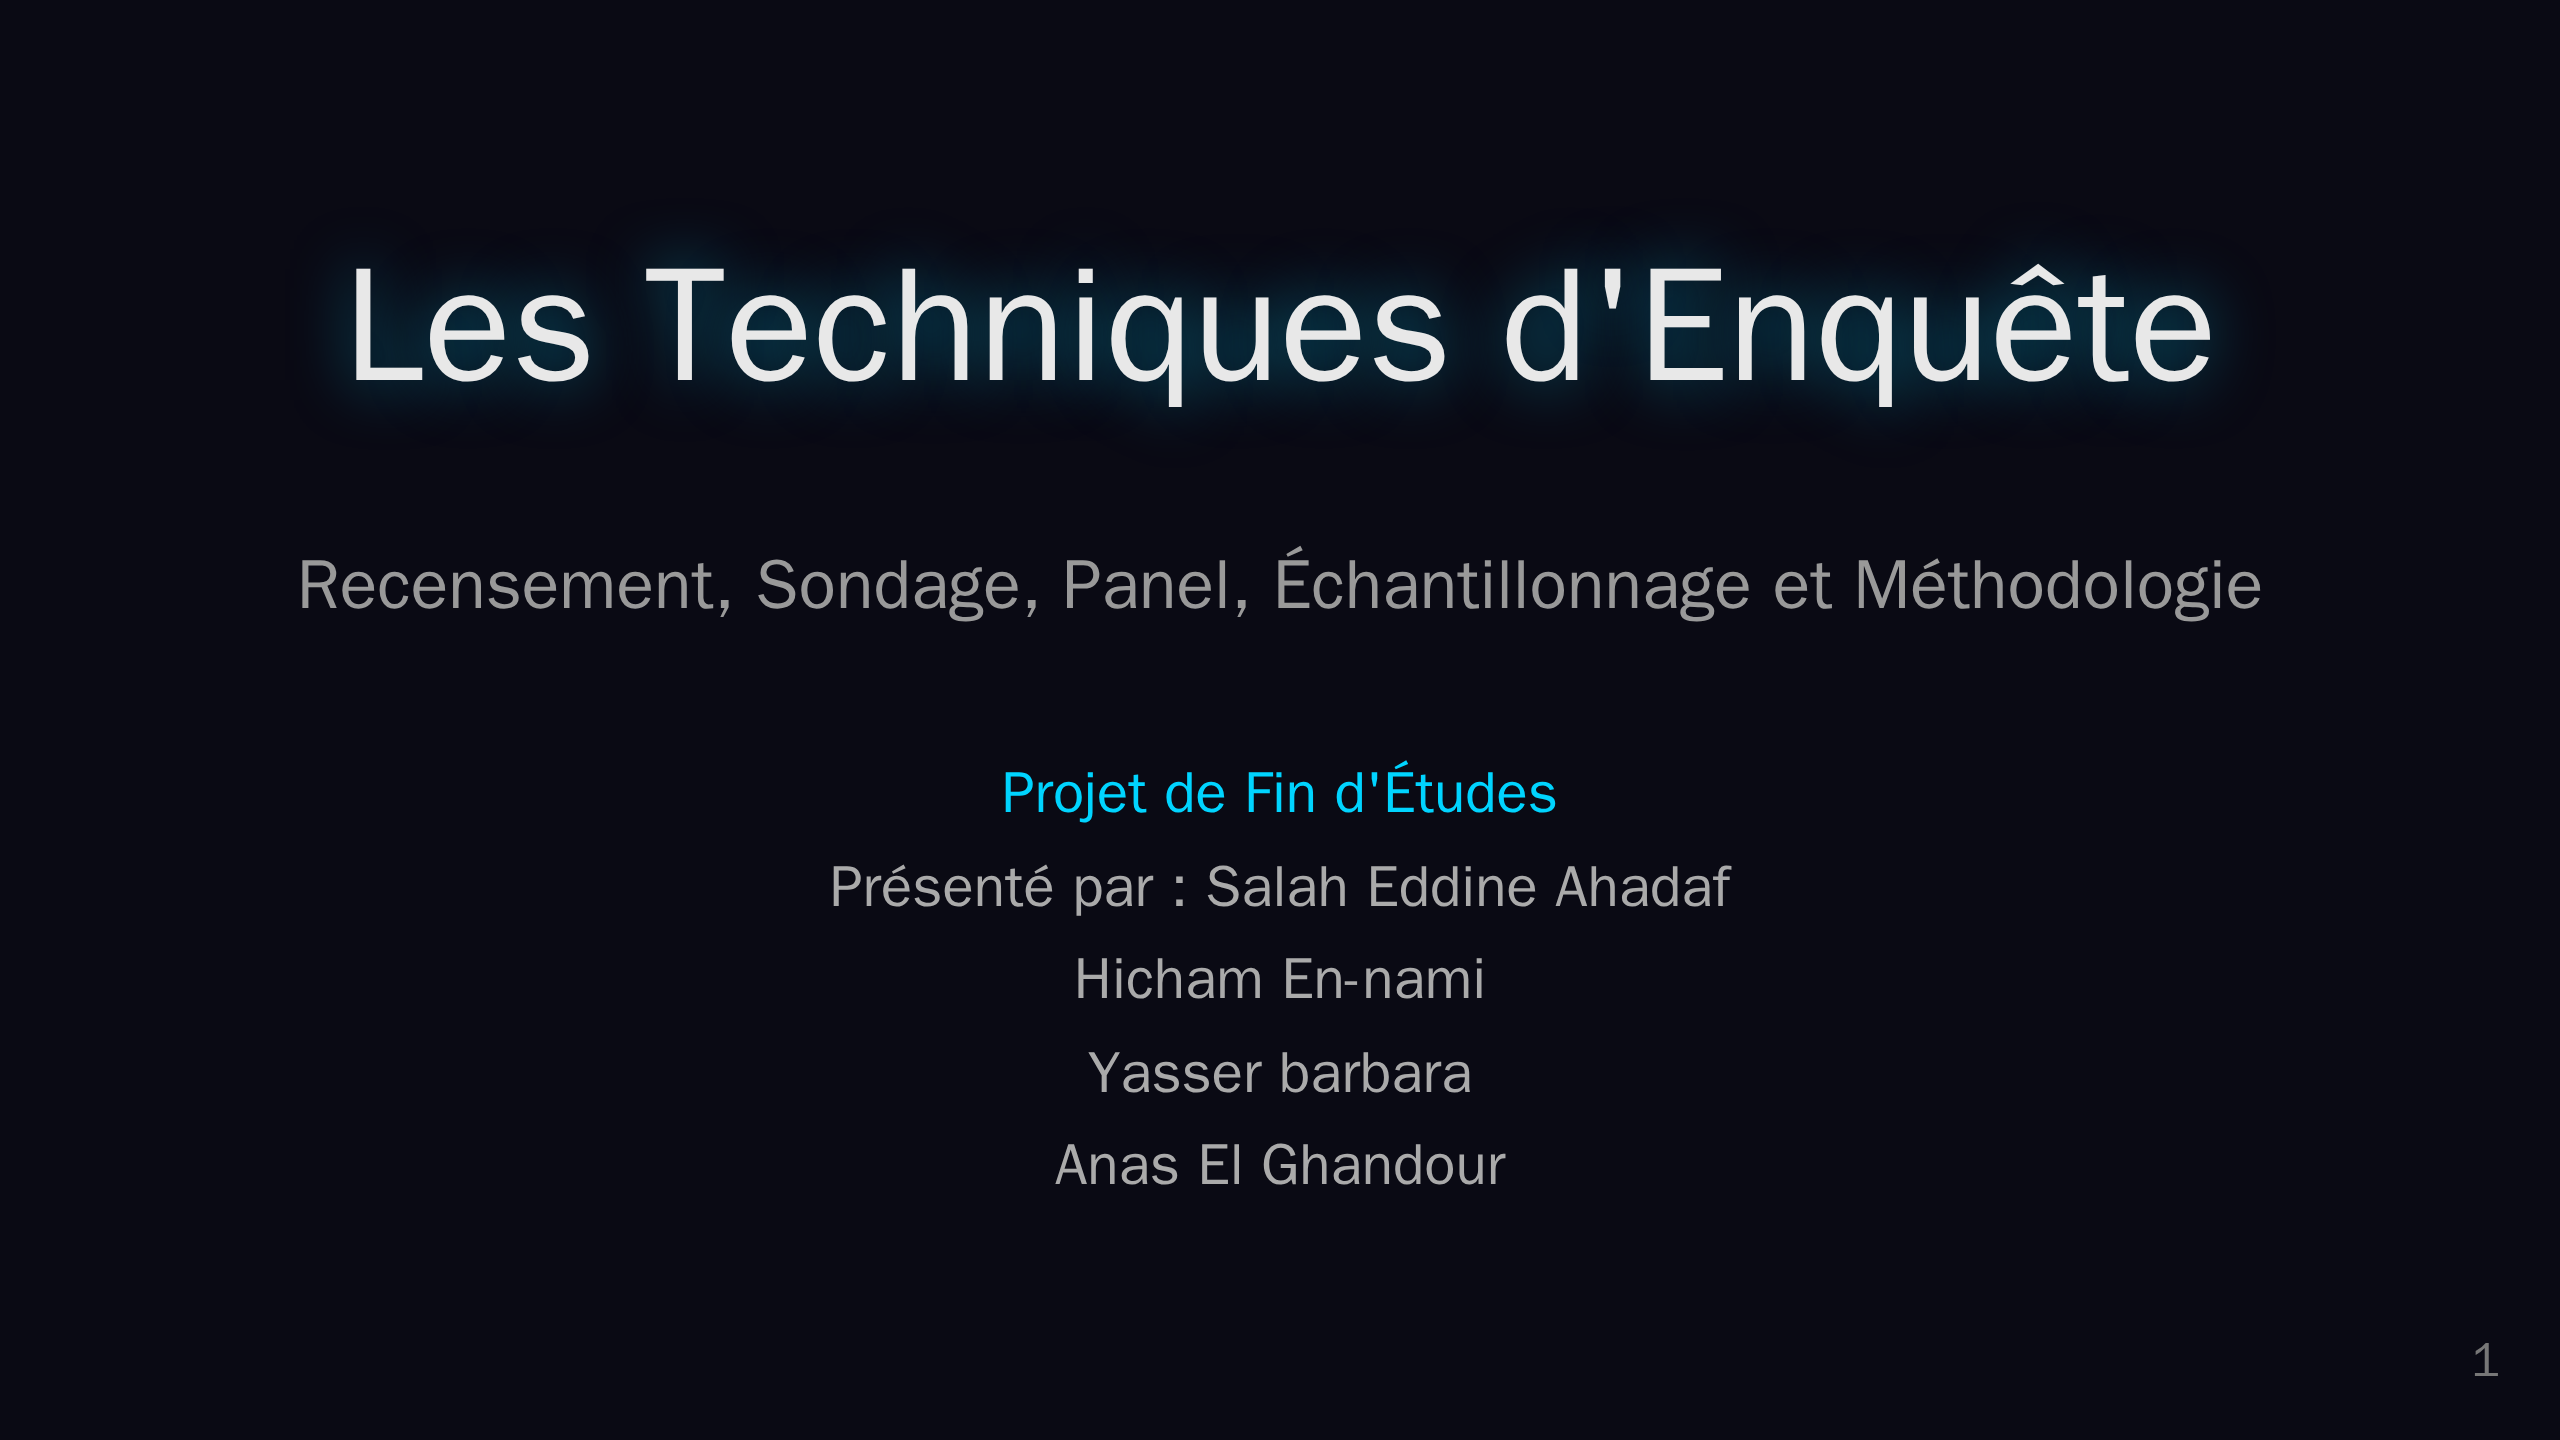 Les Techniques d'Enquête
Recensement, Sondage, Panel, Échantillonnage et Méthodologie
Projet de Fin d'Études
Présenté par : Salah Eddine Ahadaf
Hicham En-nami
Yasser barbara
Anas El Ghandour
1